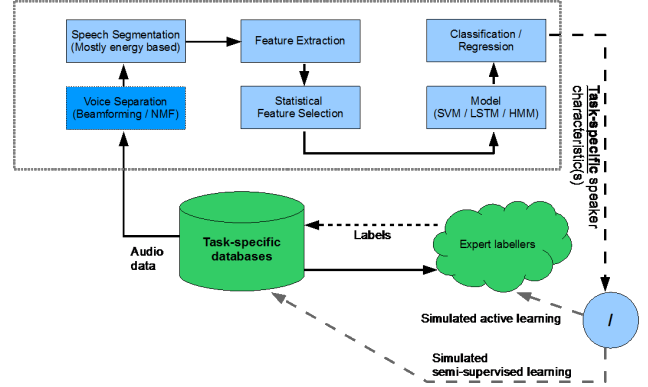 Speech Segmentation
(Mostly energy based)
Feature Extraction
Classification /
Regression
Voice Separation
(Beamforming / NMF)
Statistical
Feature Selection
Model
(SVM / LSTM / HMM)
Task-specific speaker
characteristic(s)
Task-specific
databases
Labels
Expert labellers
Audio
data
I
Simulated active learning
Simulated
semi-supervised learning